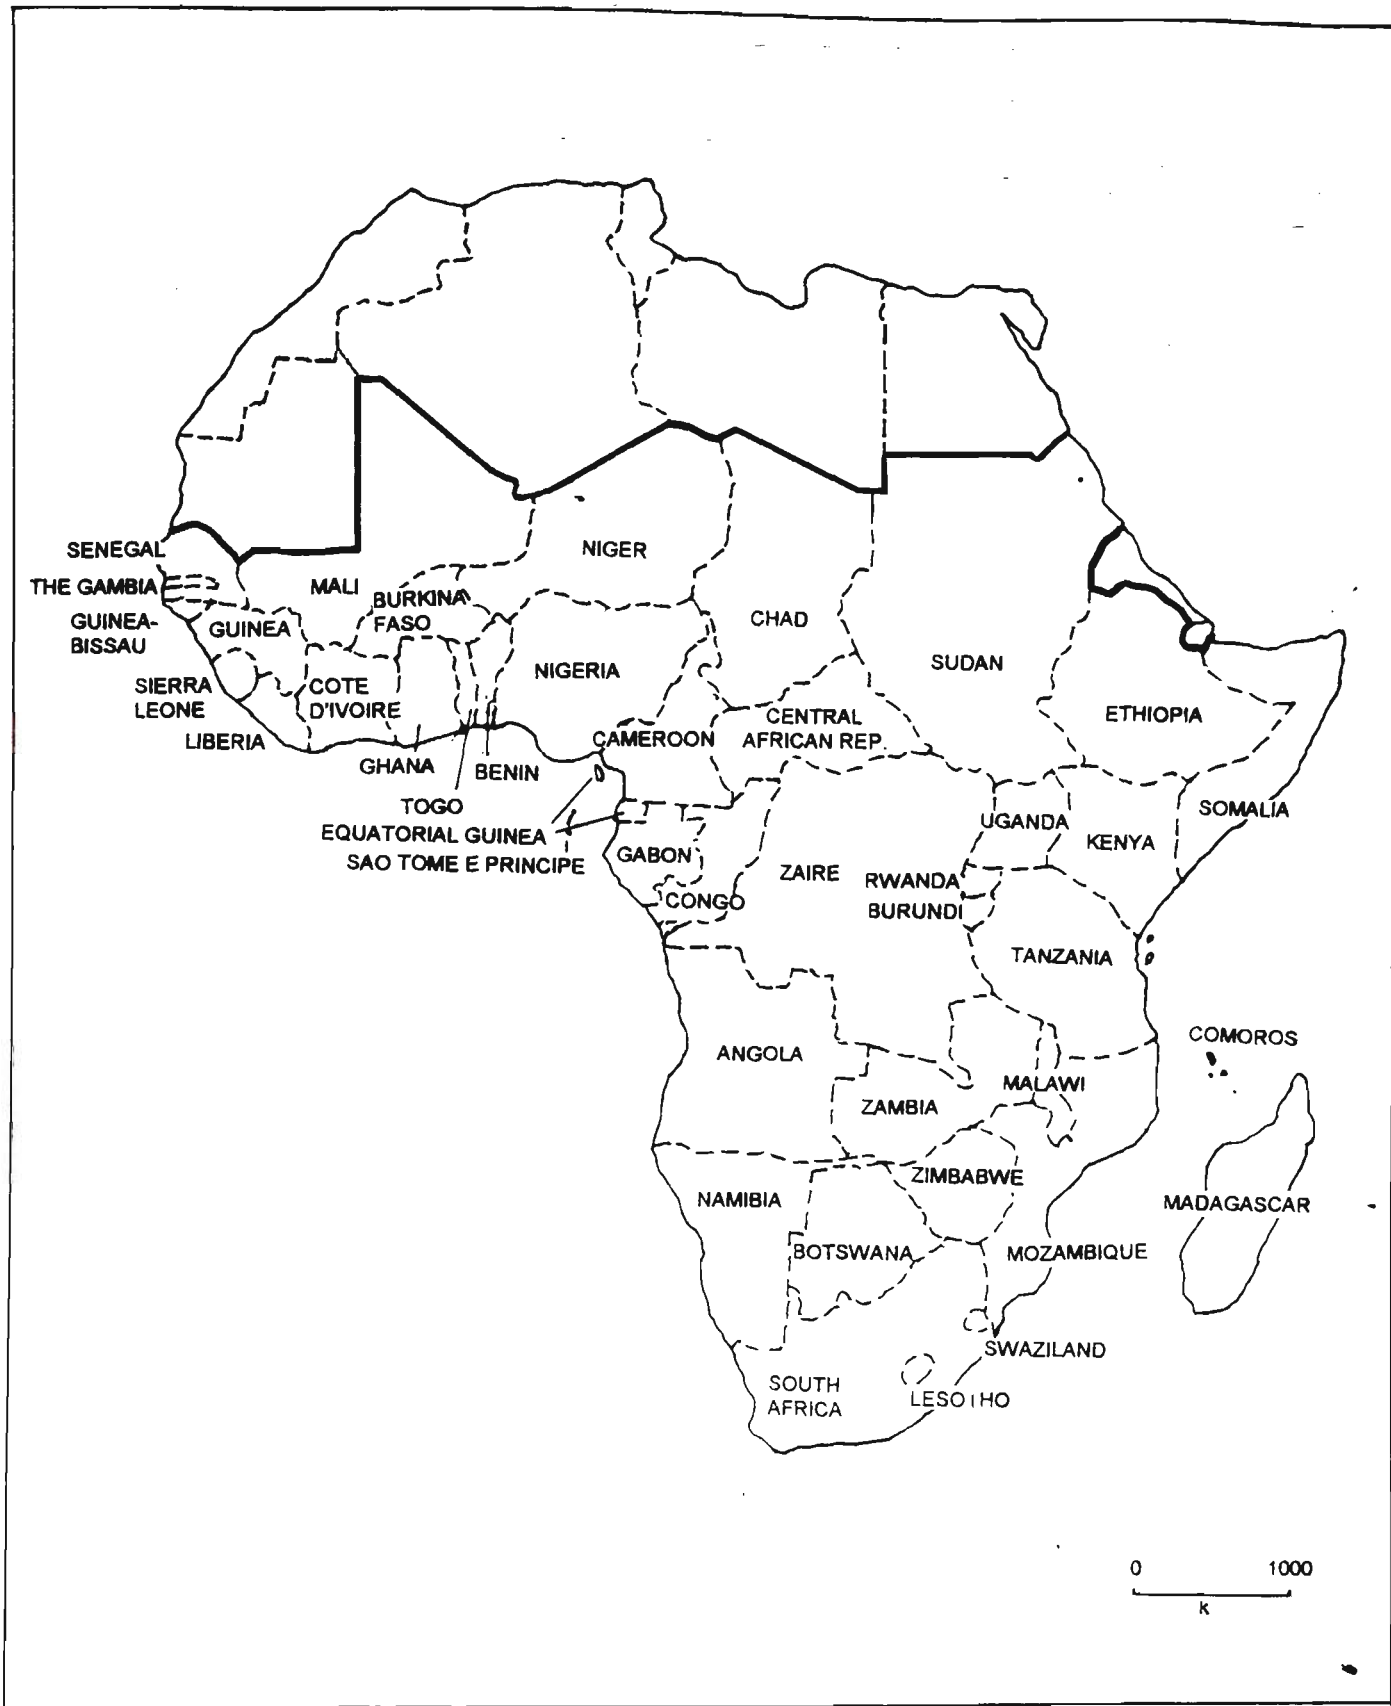 SENEGAL
THE GAMBIA
GUINEA-
BISSAU
SIERRA
LEONE
LIBERIA
GUINEA
MALI
BURKINA
FASO
COTE
D'IVOIRE
GHANA
TOGO
BENIN
EQUATORIAL GUINEA
SAO TOME E PRINCIPE
NIGER
NIGERIA
CHAD
SUDAN
CAMEROON
CENTRAL
AFRICAN REP.
ETHIOPIA
SOMALIA
UGANDA
KENYA
GABON
CONGO
ZAIRE
RWANDA
BURUNDI
TANZANIA
ANGOLA
ZAMBIA
MALAWI
COMOROS
NAMIBIA
ZIMBABWE
BOTSWANA
MOZAMBIQUE
MADAGASCAR
SWAZILAND
SOUTH
AFRICA
LESOTHO
0 1000
k